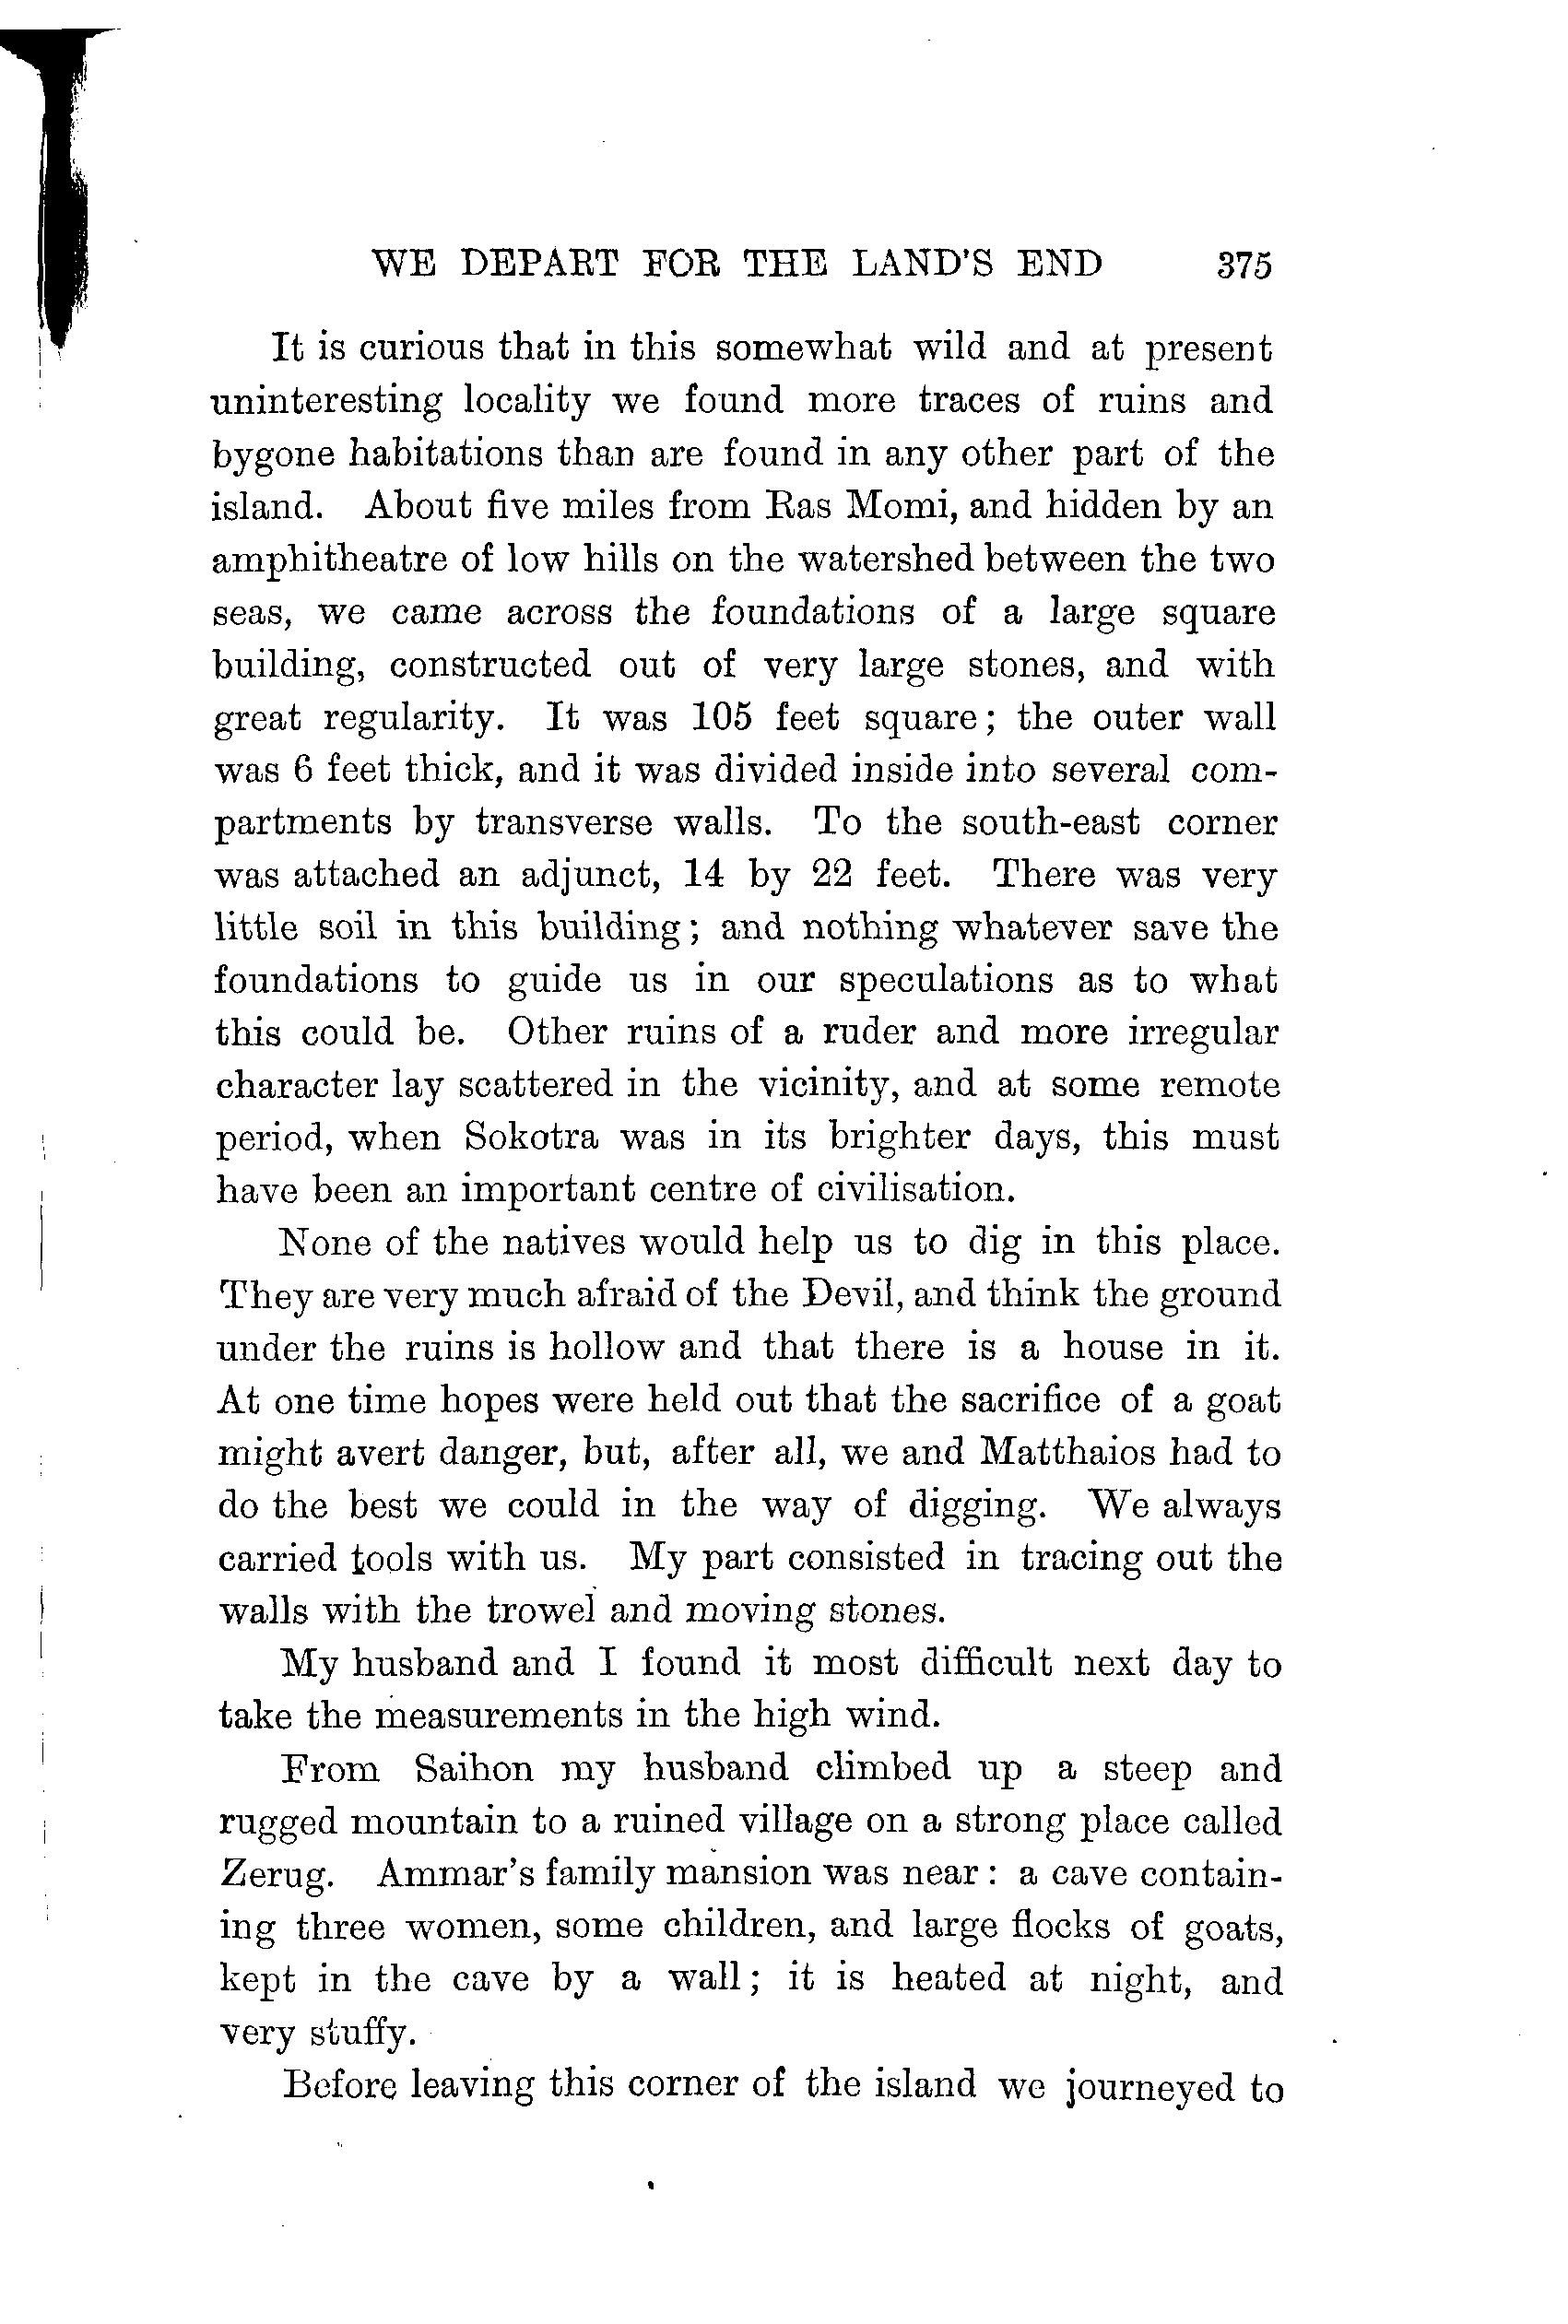 WE DEPART FOR THE LAND'S END 375
It is curious that in this somewhat wild and at present
uninteresting locality we found more traces of ruins and
bygone habitations than are found in any other part of the
island. About five miles from Ras Momi, and hidden by an
amphitheatre of low hills on the watershed between the two
seas, we came across the foundations of a large square
building, constructed out of very large stones, and with
great regularity. It was 105 feet square; the outer wall
was 6 feet thick, and it was divided inside into several com-
partments by transverse walls. To the south-east corner
was attached an adjunct, 14 by 22 feet. There was very
little soil in this building; and nothing whatever save the
foundations to guide us in our speculations as to what
this could be. Other ruins of a ruder and more irregular
character lay scattered in the vicinity, and at some remote
period, when Sokotra was in its brighter days, this must
have been an important centre of civilisation.
None of the natives would help us to dig in this place.
They are very much afraid of the Devil, and think the ground
under the ruins is hollow and that there is a house in it.
At one time hopes were held out that the sacrifice of a goat
might avert danger, but, after all, we and Matthaios had to
do the best we could in the way of digging. We always
carried tools with us. My part consisted in tracing out the
walls with the trowel and moving stones.
My husband and I found it most difficult next day to
take the measurements in the high wind.
From Saihon my husband climbed up a steep and
rugged mountain to a ruined village on a strong place called
Zerug. Ammar's family mansion was near: a cave contain-
ing three women, some children, and large flocks of goats,
kept in the cave by a wall; it is heated at night, and
very stuffy.
Before leaving this corner of the island we journeyed to